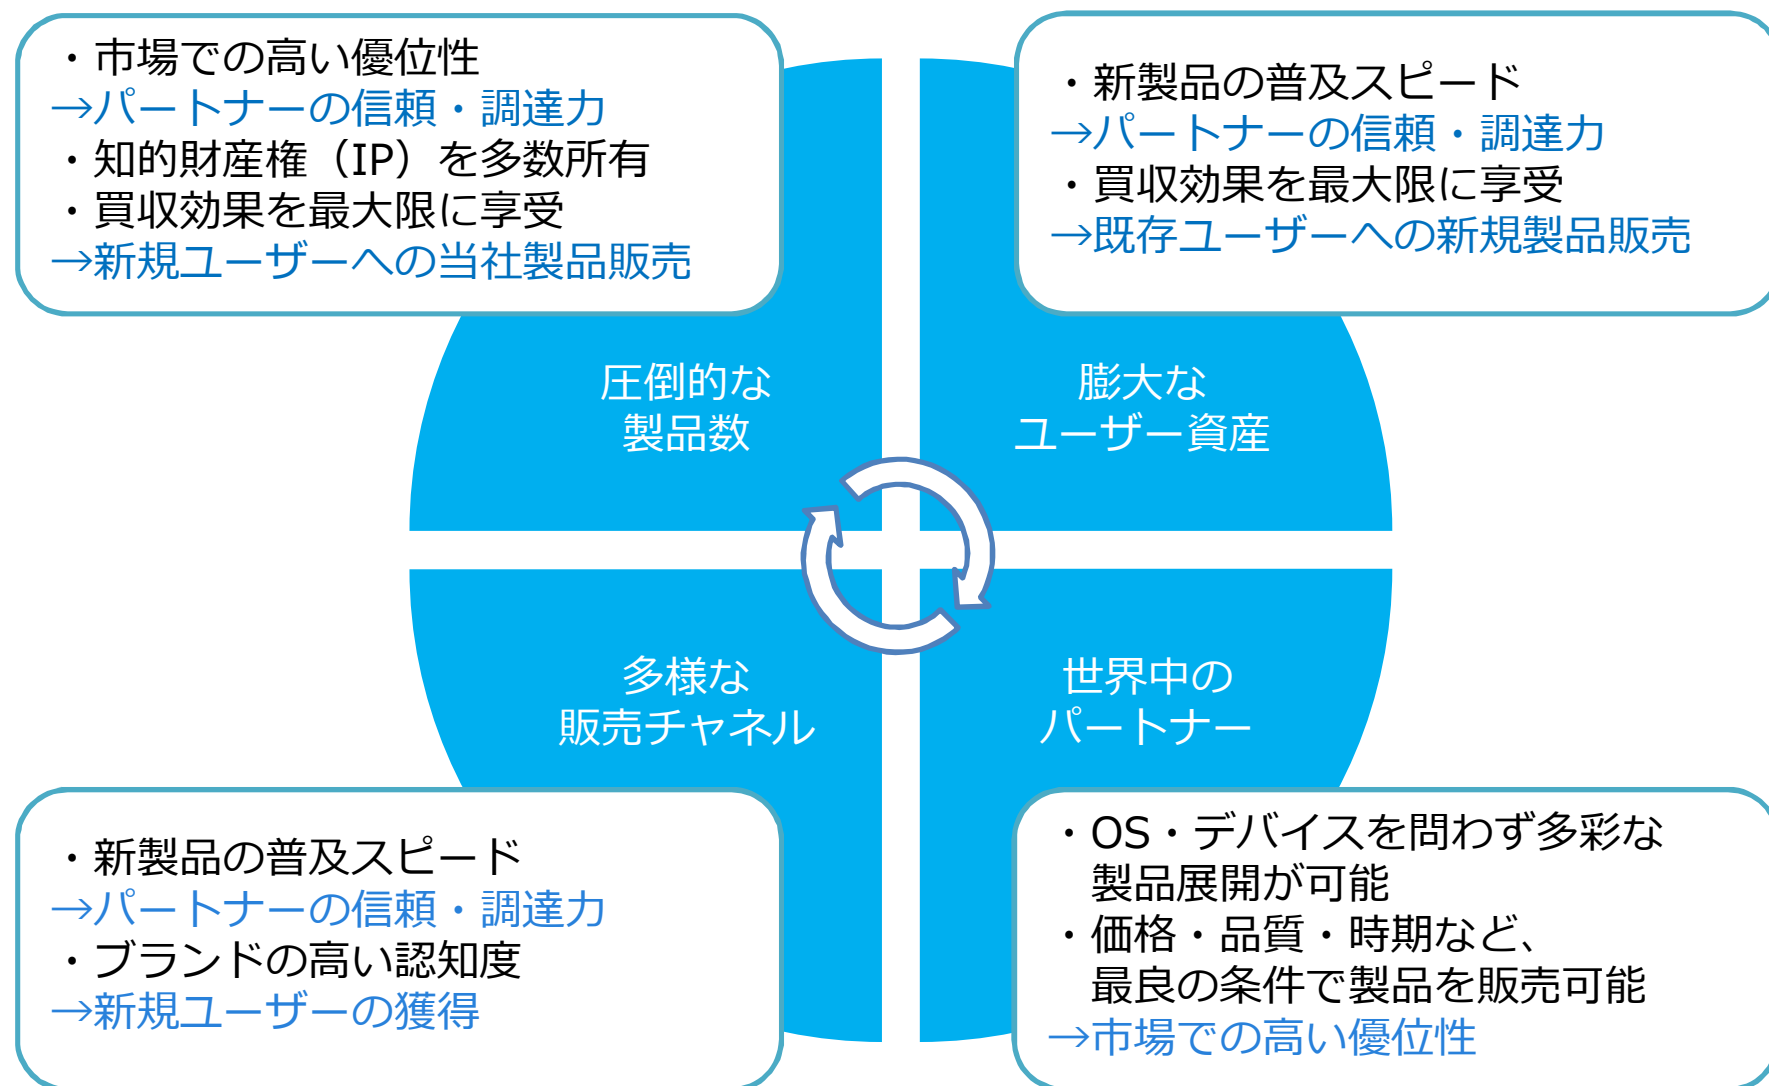 ・市場での高い優位性
→パートナーの信頼・調達力
・知的財産権（IP）を多数所有
・買収効果を最大限に享受
→新規ユーザーへの当社製品販売
・新製品の普及スピード
→パートナーの信頼・調達力
・買収効果を最大限に享受
→既存ユーザーへの新規製品販売
圧倒的な
製品数
膨大な
ユーザー資産
多様な
販売チャネル
世界中の
パートナー
・新製品の普及スピード
→パートナーの信頼・調達力
・ブランドの高い認知度
→新規ユーザーの獲得
・OS・デバイスを問わず多彩な
製品展開が可能
・価格・品質・時期など、
最良の条件で製品を販売可能
→市場での高い優位性